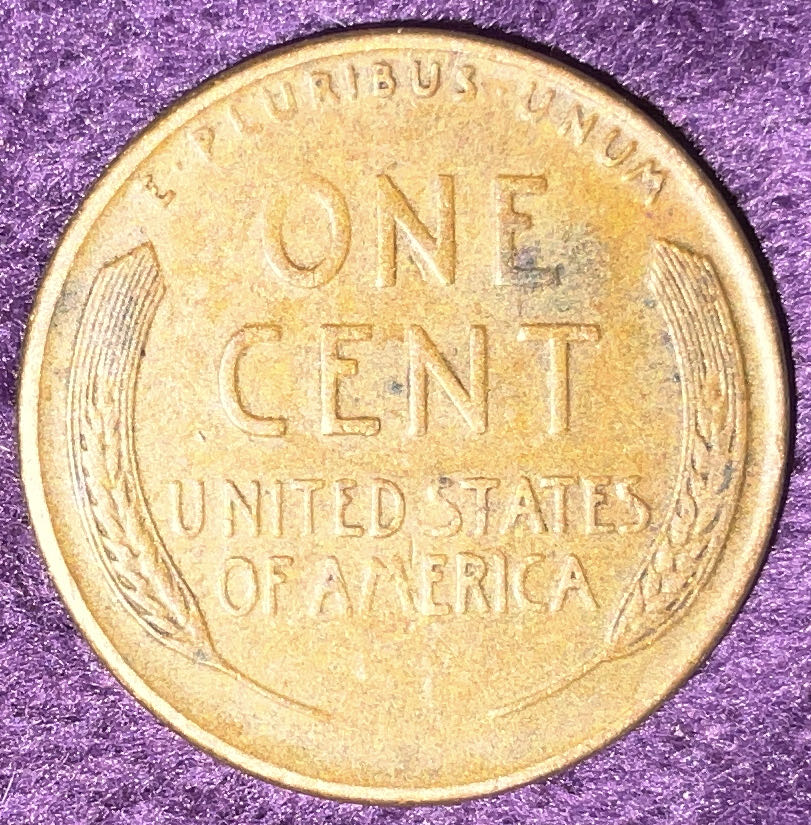 E·PLURIBUS·UNUM
ONE
CENT
UNITED STATES
OF AMERICA